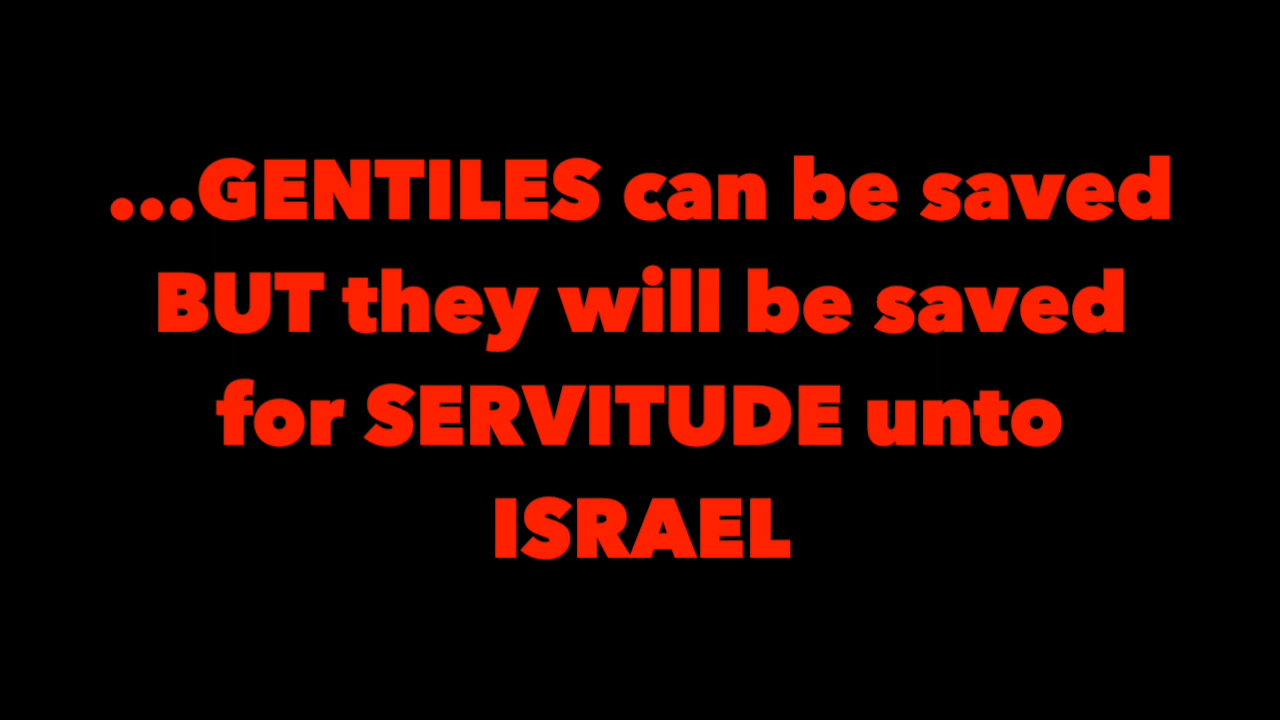 ...GENTILES can be saved
BUT they will be saved
for SERVITUDE unto
ISRAEL